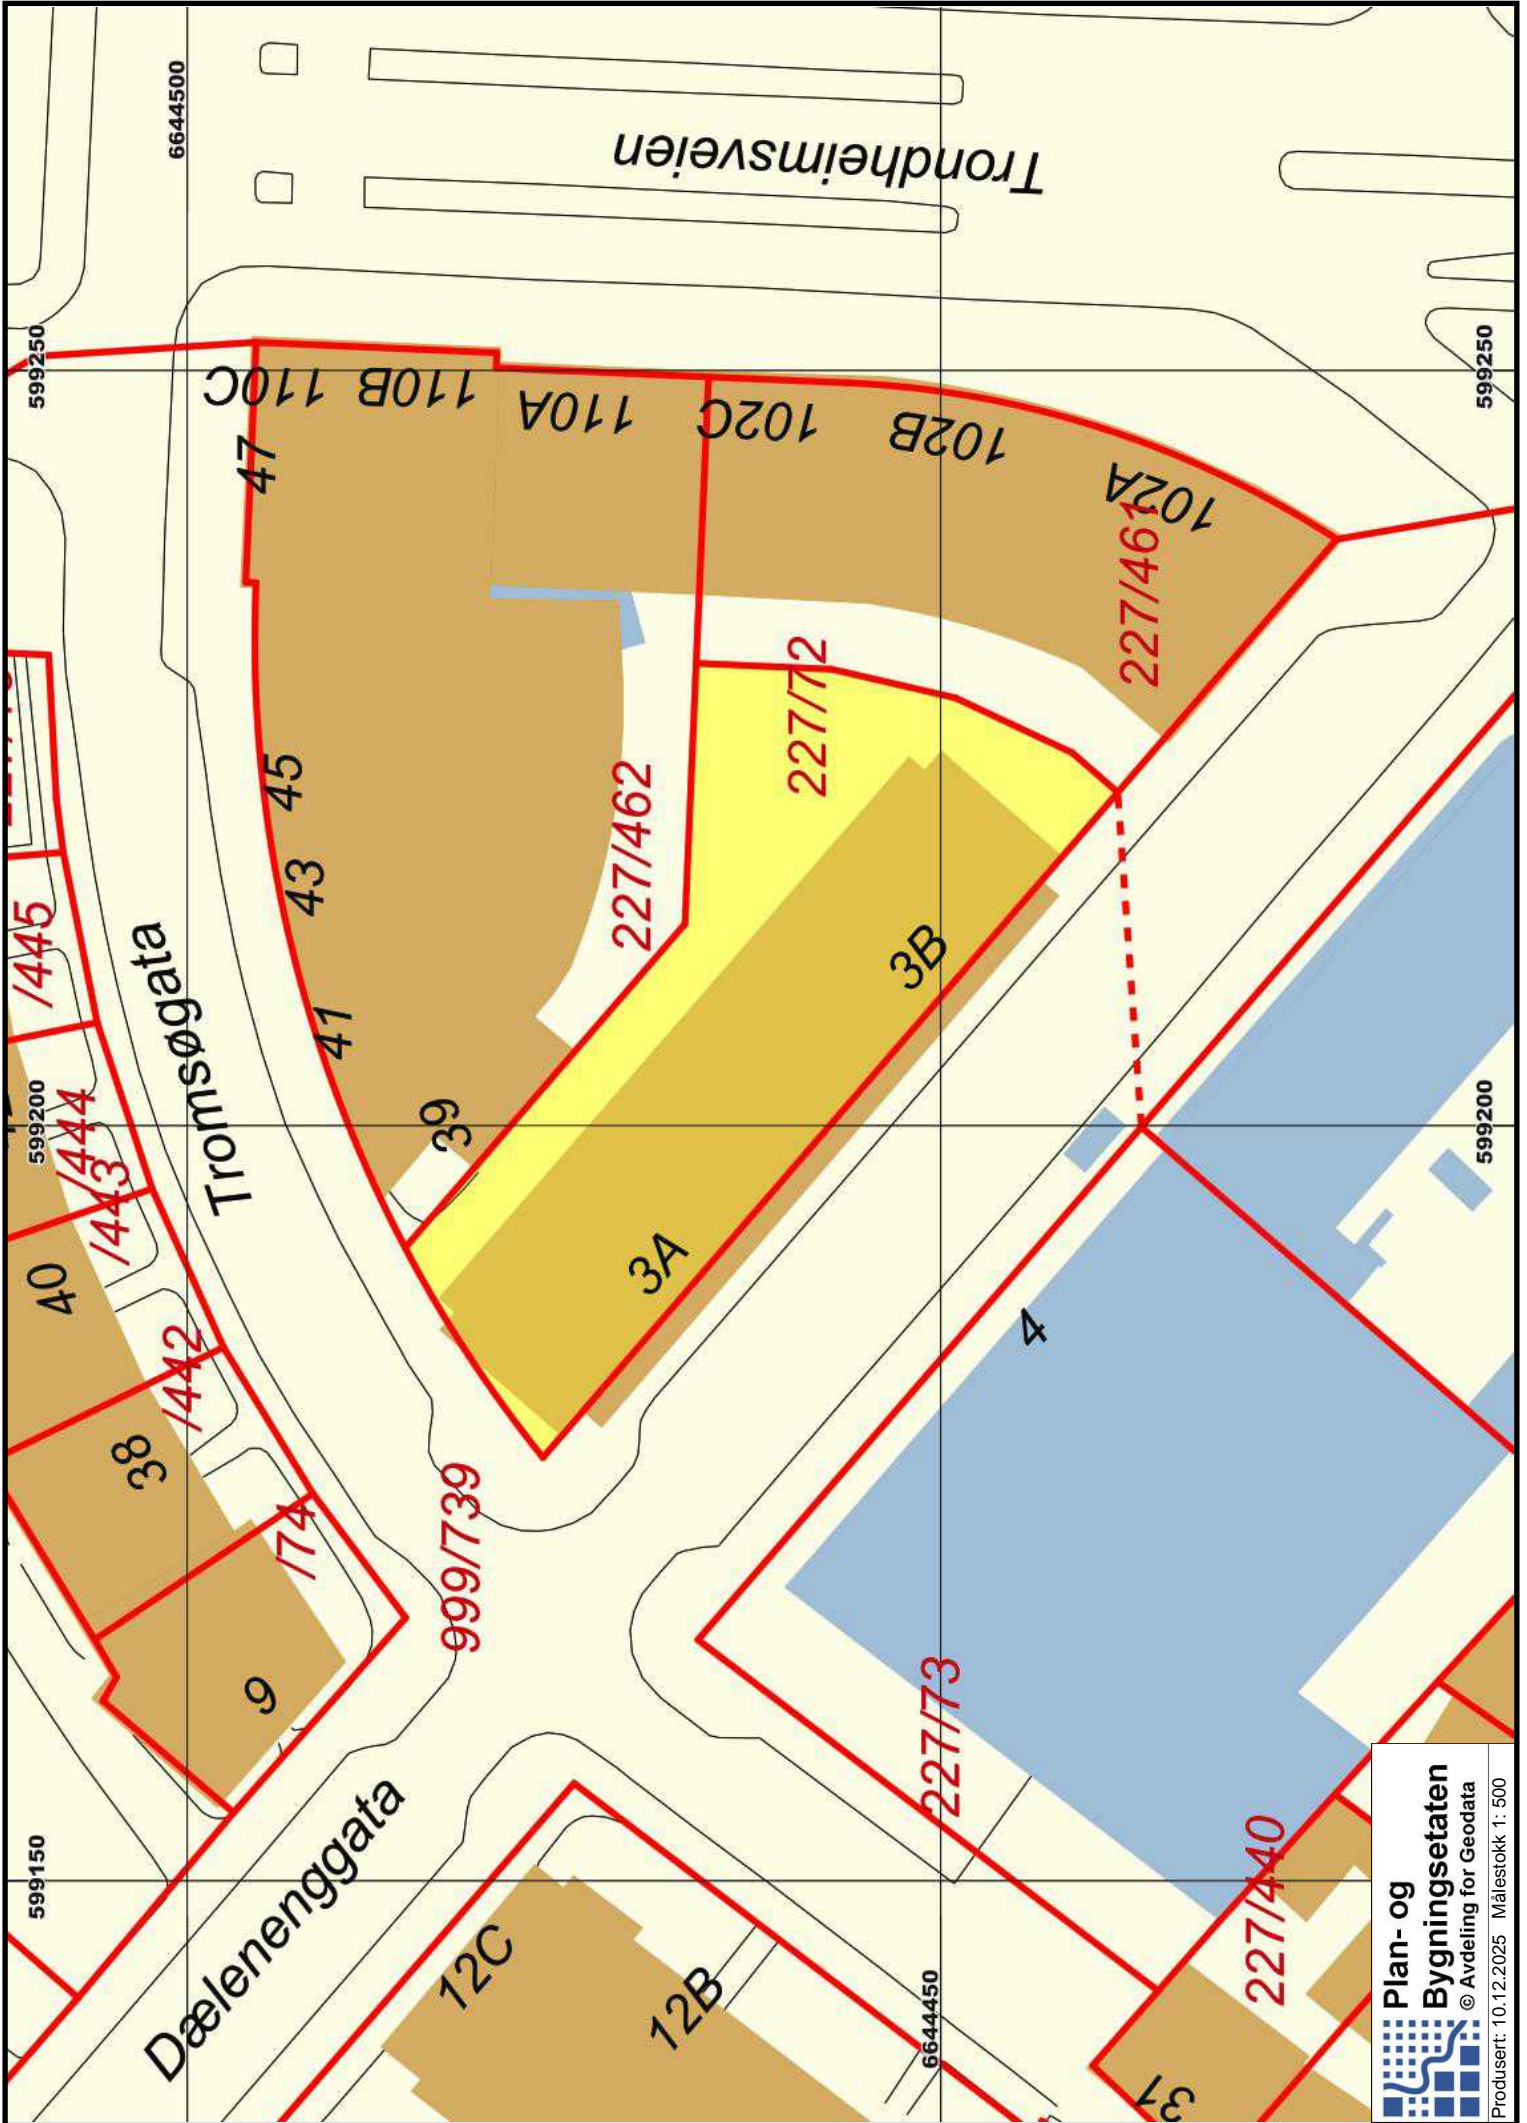 6644500
Trondheimsveien
599250
599250
110C
110B
110A
102C
102B
102A
47
227/461
227/72
227/462
45
43
41
39
Tromsøgata
/445
/444
/443
/442
/74
599200
599200
40
38
9
3B
3A
4
999/739
227/73
227/440
599150
Dælenenggata
12C
12B
6644450
31
Plan- og
Bygningsetaten
© Avdeling for Geodata
Produsert: 10.12.2025 Målestokk 1: 500